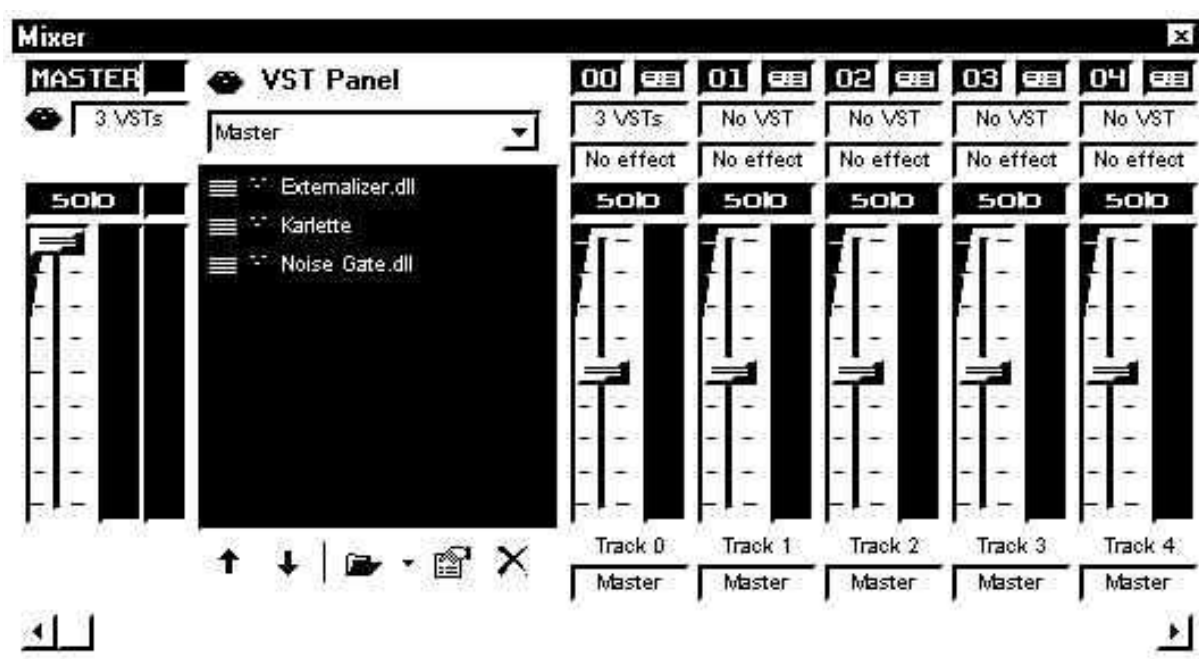 Mixer
MASTER
3 VSTs
solo
VST Panel
Master
Externalizer.dll
Karlette
Noise Gate.dll
00 01 02 03 04
3 VSTs No VST No VST No VST No VST
No effect No effect No effect No effect No effect
solo solo solo solo solo
Track 0 Track 1 Track 2 Track 3 Track 4
Master Master Master Master Master